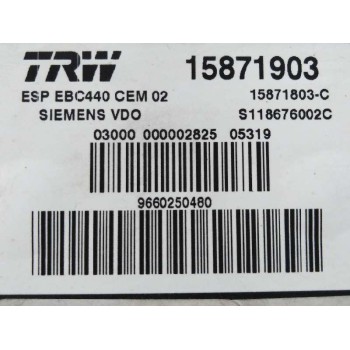 TRW 15871903
ESP EBC440 CEM 02 15871803-C
SIEMENS VDO S118676002C
03000 000002825 05319
9660250480